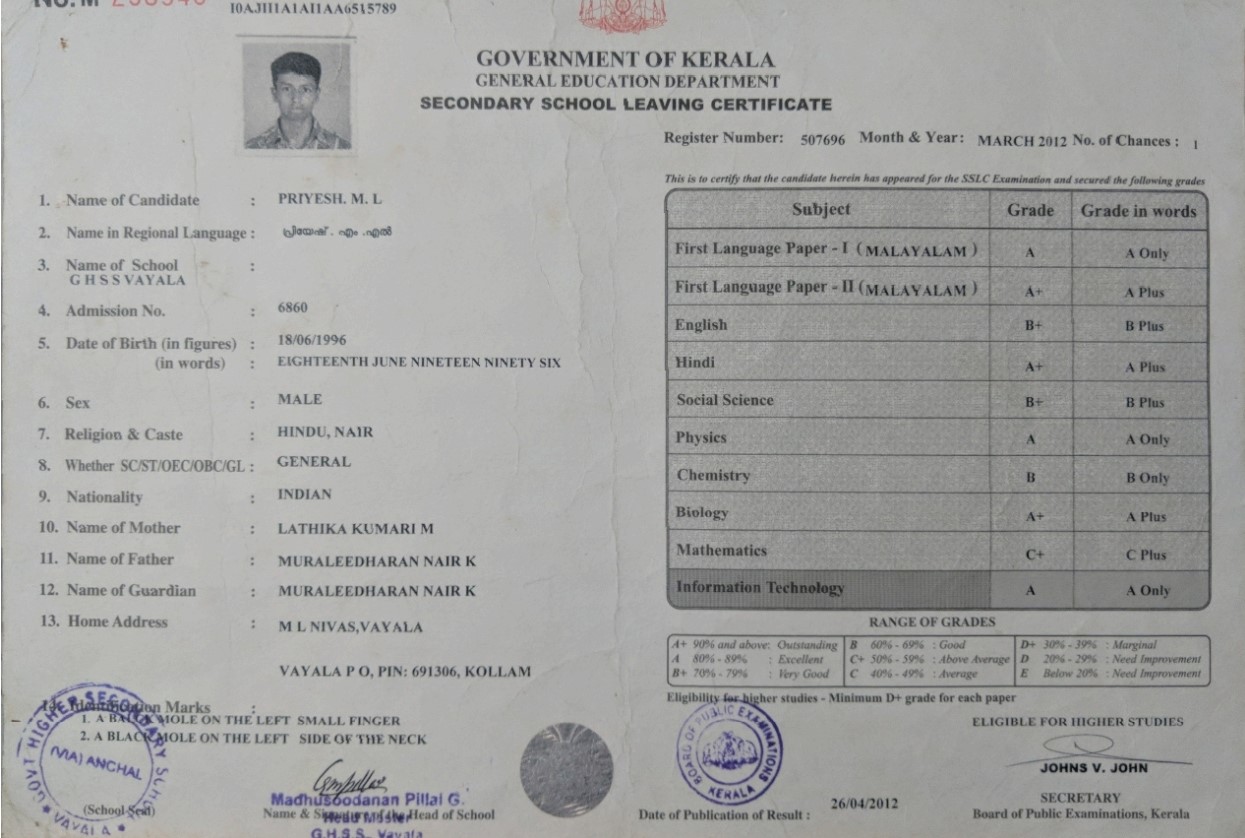 NO. M
I0AJIII1A1AI1AA6515789
GOVERNMENT OF KERALA
GENERAL EDUCATION DEPARTMENT
SECONDARY SCHOOL LEAVING CERTIFICATE
Register Number: 507696 Month & Year: MARCH 2012 No. of Chances : 1
1. Name of Candidate : PRIYESH. M. L
2. Name in Regional Language : പ്രിയേഷ് . എം .എൽ
3. Name of School :
G H S S VAYALA
4. Admission No. : 6860
5. Date of Birth (in figures) : 18/06/1996
(in words) : EIGHTEENTH JUNE NINETEEN NINETY SIX
6. Sex : MALE
7. Religion & Caste : HINDU, NAIR
8. Whether SC/ST/OEC/OBC/GL : GENERAL
9. Nationality : INDIAN
10. Name of Mother : LATHIKA KUMARI M
11. Name of Father : MURALEEDHARAN NAIR K
12. Name of Guardian : MURALEEDHARAN NAIR K
13. Home Address : M L NIVAS,VAYALA
VAYALA P O, PIN: 691306, KOLLAM
14. Identification Marks :
1. A BALCK MOLE ON THE LEFT SMALL FINGER
2. A BLACK MOLE ON THE LEFT SIDE OF THE NECK
GOVT HIGHER SECONDARY SCHOOL
(VIA) ANCHAL
VAYALA
(School Seal)
Madhusoodanan Pillai G.
Name & Signature of the Head of School
Head Master
G.H.S.S. Vayala
This is to certify that the candidate herein has appeared for the SSLC Examination and secured the following grades
Subject Grade Grade in words
First Language Paper - I (MALAYALAM ) A A Only
First Language Paper - II (MALAYALAM ) A+ A Plus
English B+ B Plus
Hindi A+ A Plus
Social Science B+ B Plus
Physics A A Only
Chemistry B B Only
Biology A+ A Plus
Mathematics C+ C Plus
Information Technology A A Only
RANGE OF GRADES
A+ 90% and above: Outstanding B 60% - 69% : Good D+ 30% - 39% : Marginal
A 80% - 89% : Excellent C+ 50% - 59% : Above Average D 20% - 29% : Need Improvement
B+ 70% - 79% : Very Good C 40% - 49% : Average E Below 20% : Need Improvement
Eligibility for higher studies - Minimum D+ grade for each paper
BOARD OF PUBLIC EXAMINATIONS
KERALA
ELIGIBLE FOR HIGHER STUDIES
JOHNS V. JOHN
SECRETARY
Board of Public Examinations, Kerala
Date of Publication of Result : 26/04/2012